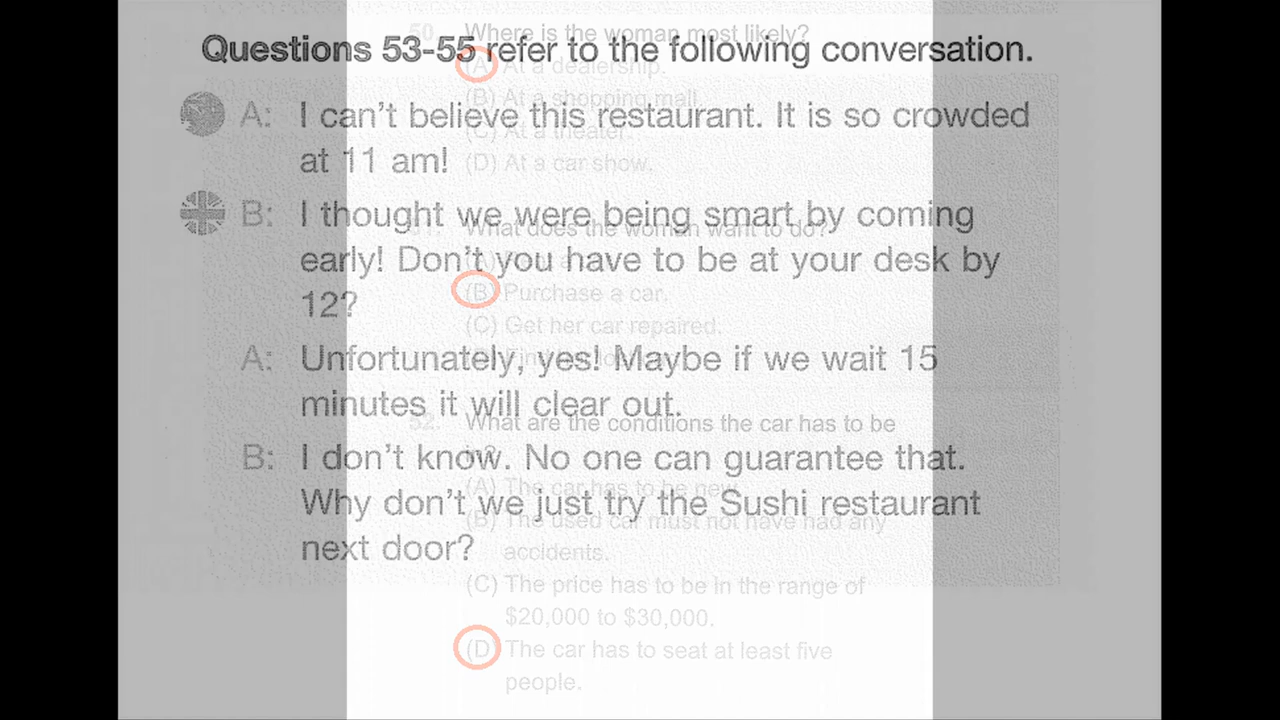 Questions 53-55 refer to the following conversation.
A: I can't believe this restaurant. It is so crowded
at 11 am!
B: I thought we were being smart by coming
early! Don't you have to be at your desk by
12?
A: Unfortunately, yes! Maybe if we wait 15
minutes it will clear out.
B: I don't know. No one can guarantee that.
Why don't we just try the Sushi restaurant
next door?
50. Where is the woman most likely?
(A) At a dealership.
(B) At a shopping mall.
(C) At a theater.
(D) At a car show.
What does the woman want to do?
(B) Purchase a car.
(C) Get her car repaired.
52. What are the conditions the car has to be
in?
(A) The car has to be new.
(B) The used car must not have had any
accidents.
(C) The price has to be in the range of
$20,000 to $30,000.
(D) The car has to seat at least five
people.